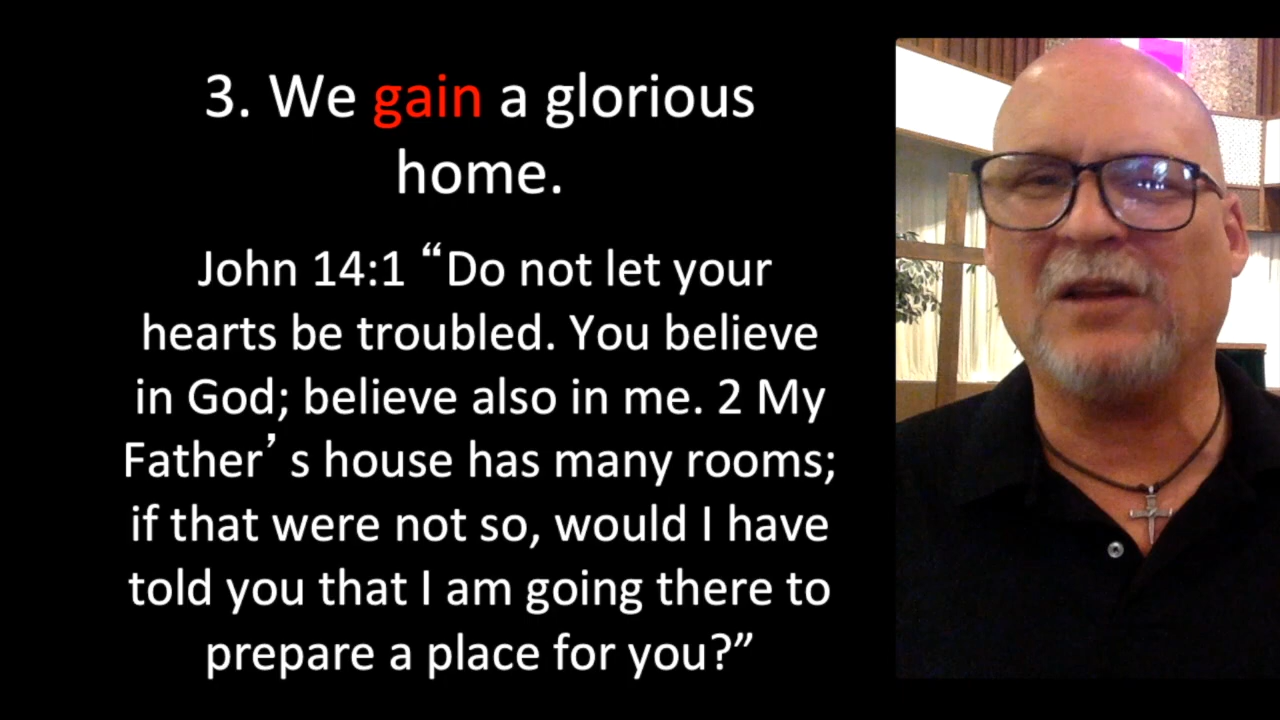 3. We gain a glorious
home.
John 14:1 “Do not let your
hearts be troubled. You believe
in God; believe also in me. 2 My
Father’ s house has many rooms;
if that were not so, would I have
told you that I am going there to
prepare a place for you?”